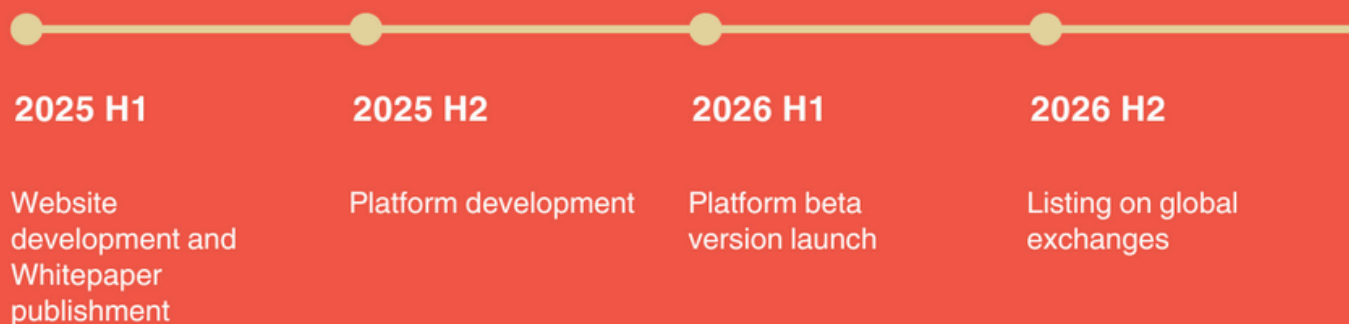 2025 H1
Website
development and
Whitepaper
publishment
2025 H2
Platform development
2026 H1
Platform beta
version launch
2026 H2
Listing on global
exchanges